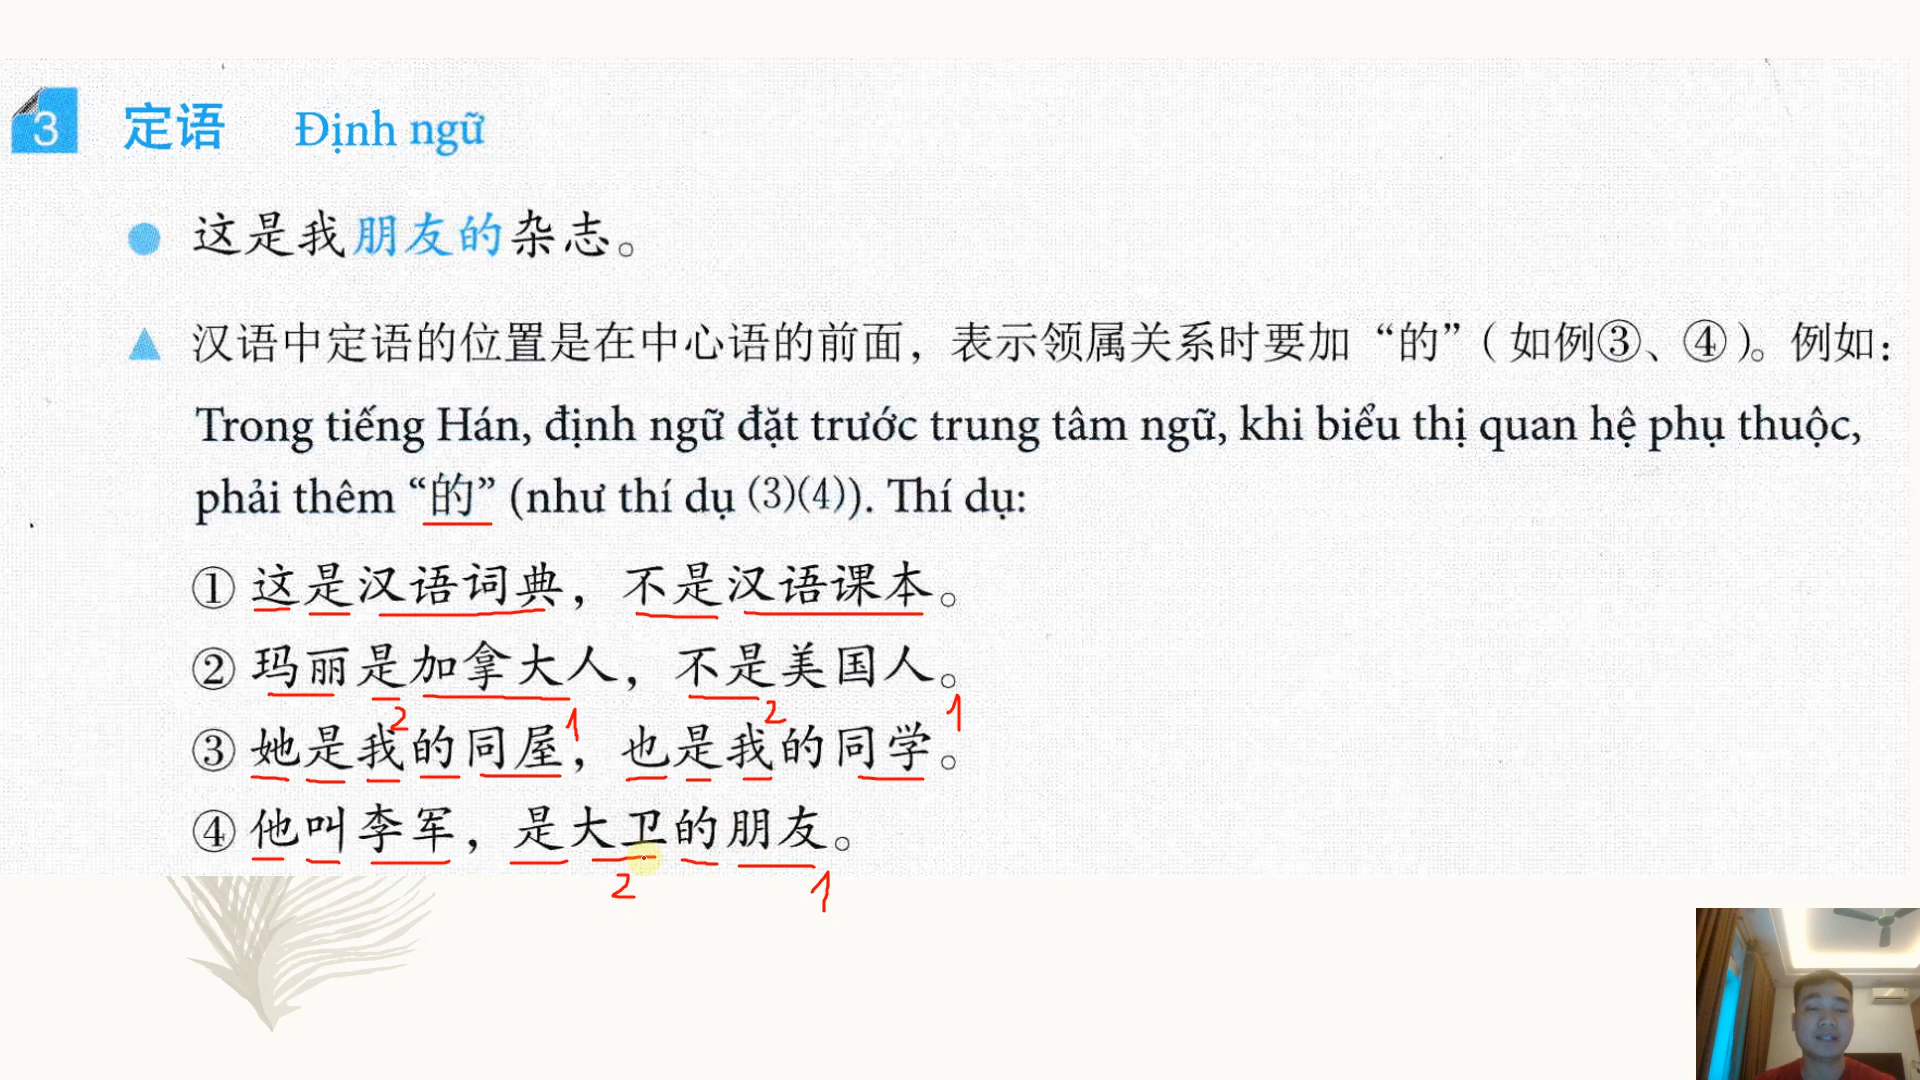 3 定语 Định ngữ
这是我朋友的杂志。
汉语中定语的位置是在中心语的前面，表示领属关系时要加“的”（如例③、④）。例如：
Trong tiếng Hán, định ngữ đặt trước trung tâm ngữ, khi biểu thị quan hệ phụ thuộc,
phải thêm “的” (như thí dụ (3)(4)). Thí dụ:
① 这是汉语词典，不是汉语课本。
② 玛丽是加拿大人，不是美国人。
2 1 2 1
③ 她是我的同屋，也是我的同学。
④ 他叫李军，是大卫的朋友。
2 1